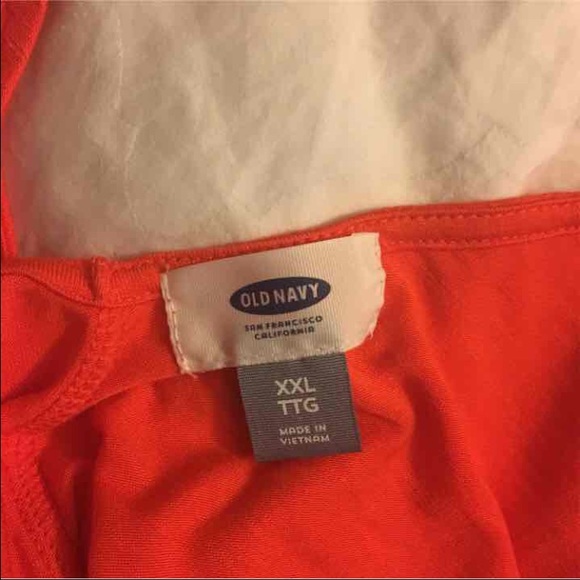 OLD NAVY
SAN FRANCISCO
CALIFORNIA
XXL
TTG
MADE IN
VIETNAM